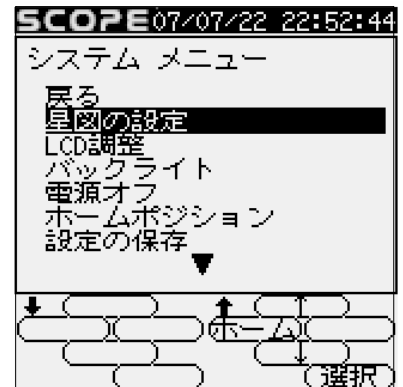 SCOPE 07/07/22 22:52:44
システム メニュー
戻る
星図の設定
LCD調整
バックライト
電源オフ
ホームポジション
設定の保存
ホーム
選択